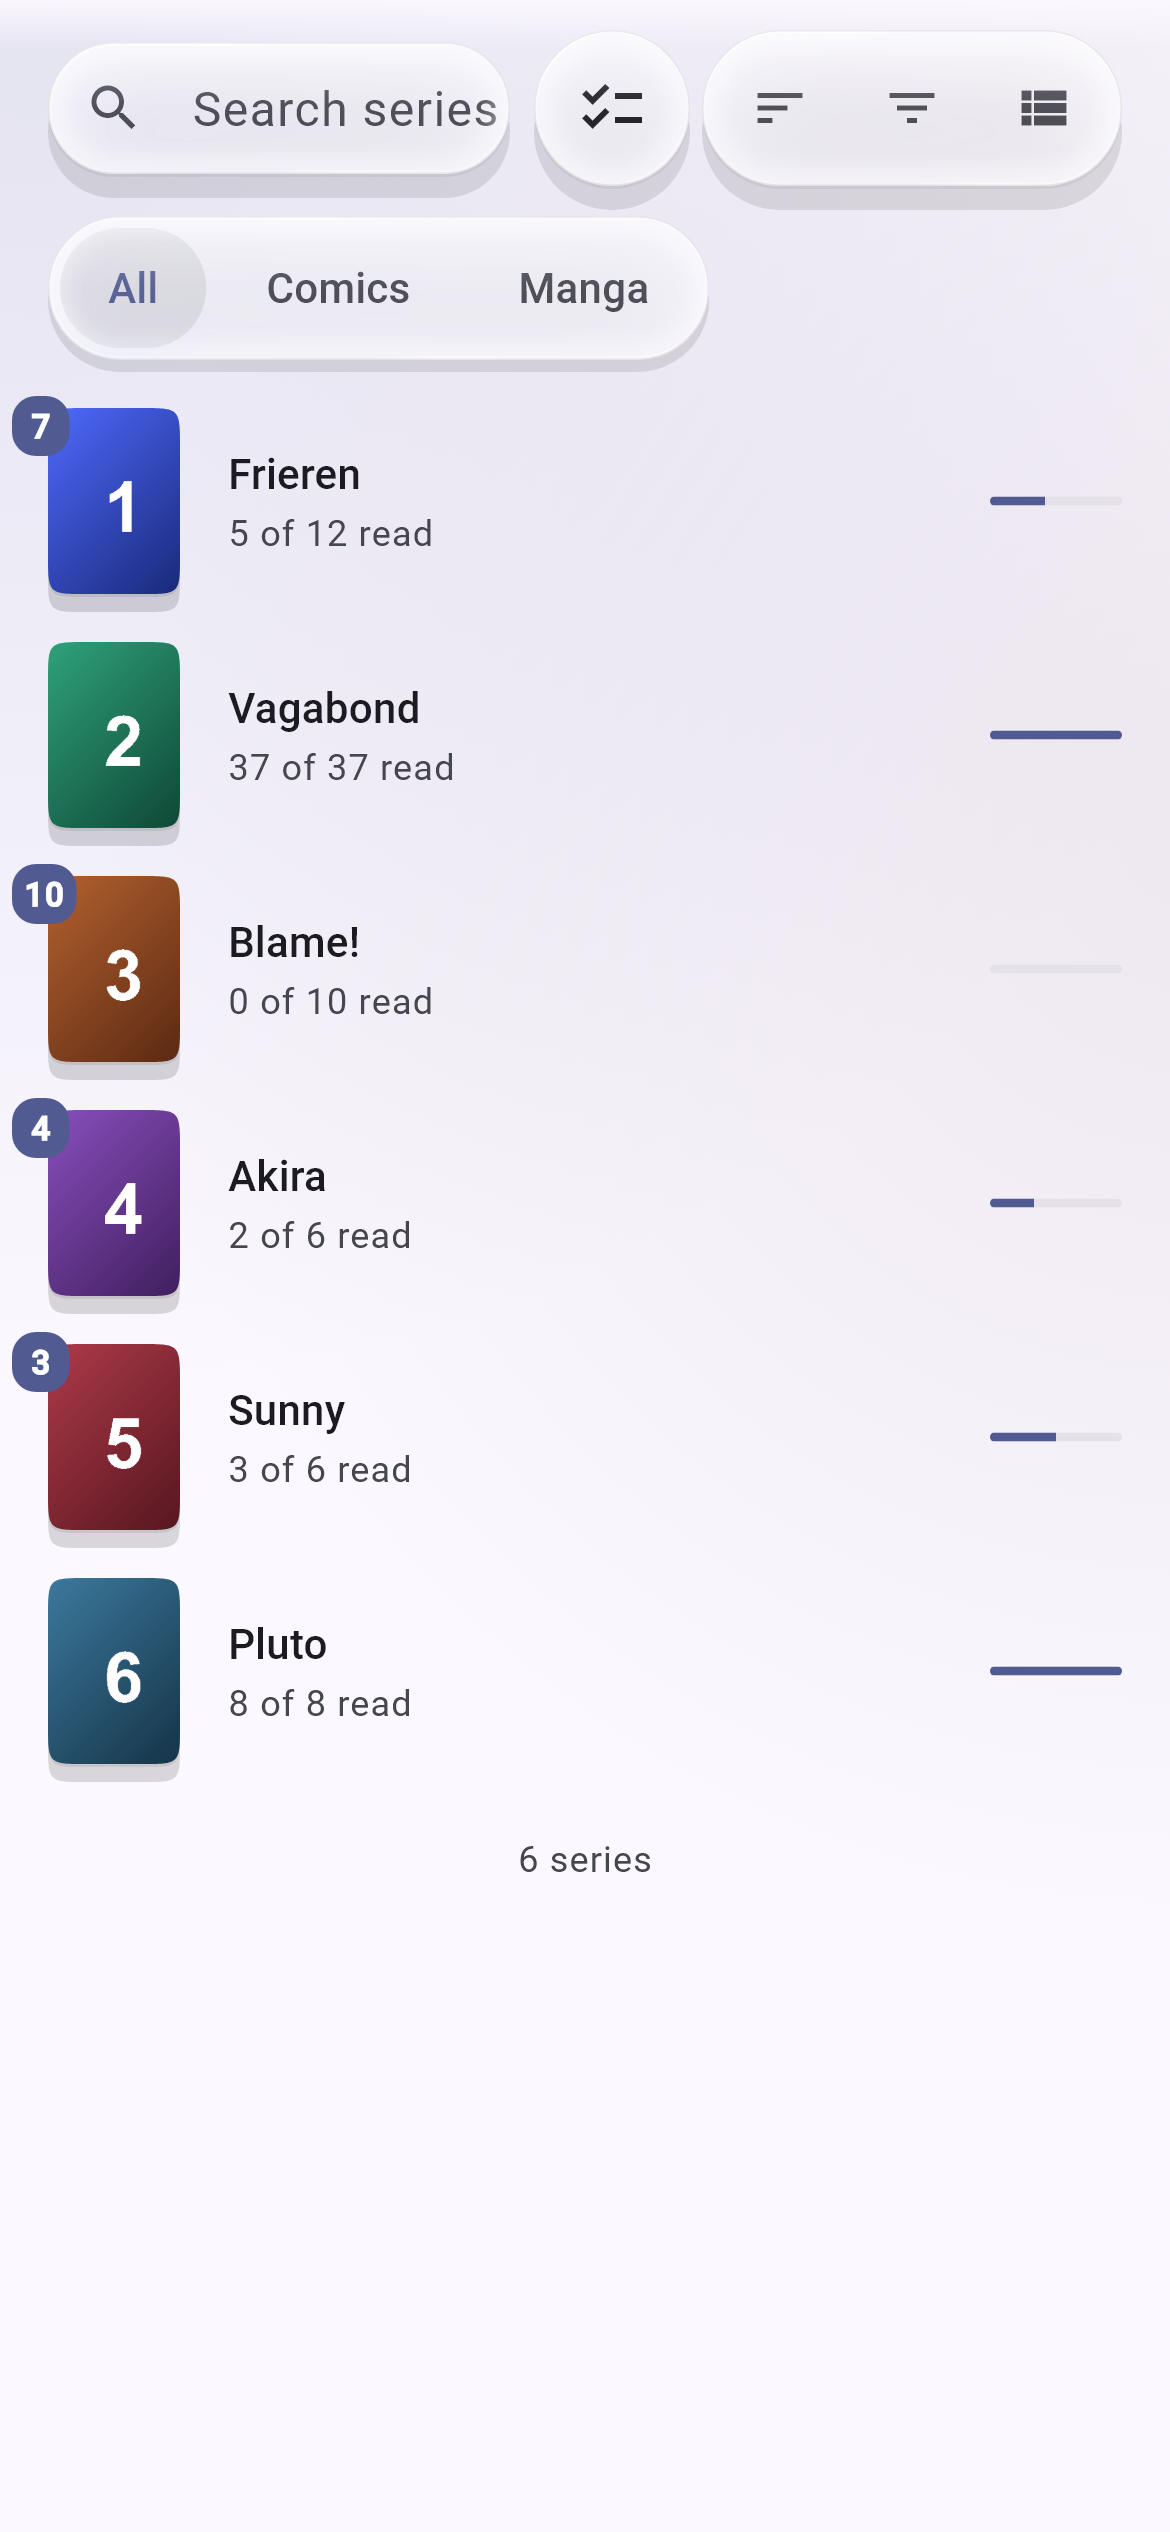 Search series
All Comics Manga
7
1
Frieren
5 of 12 read
2
Vagabond
37 of 37 read
10
3
Blame!
0 of 10 read
4
4
Akira
2 of 6 read
3
5
Sunny
3 of 6 read
6
Pluto
8 of 8 read
6 series